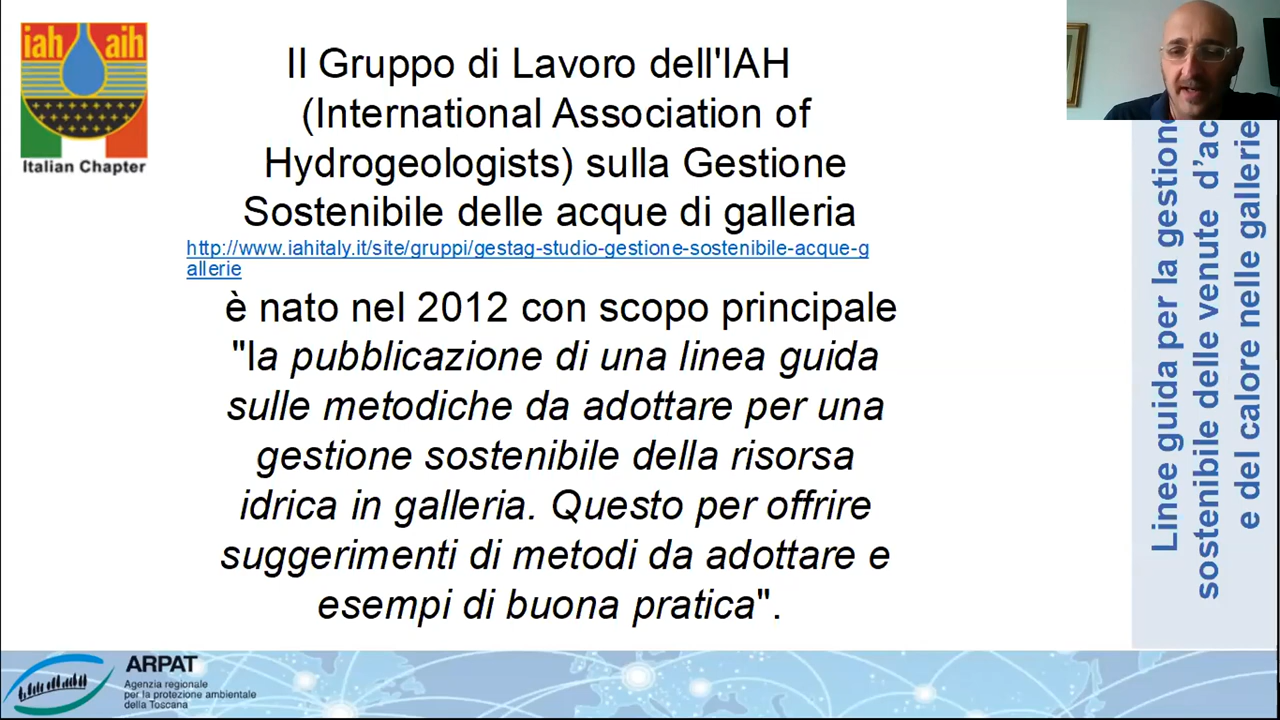 iah aih
Italian Chapter
Il Gruppo di Lavoro dell'IAH
(International Association of
Hydrogeologists) sulla Gestione
Sostenibile delle acque di galleria
http://www.iahitaly.it/site/gruppi/gestag-studio-gestione-sostenibile-acque-g
allerie
è nato nel 2012 con scopo principale
"la pubblicazione di una linea guida
sulle metodiche da adottare per una
gestione sostenibile della risorsa
idrica in galleria. Questo per offrire
suggerimenti di metodi da adottare e
esempi di buona pratica".
Linee guida per la gestione
sostenibile delle venute
e del calore nelle gallerie
ARPAT
Agenzia regionale
per la protezione ambientale
della Toscana